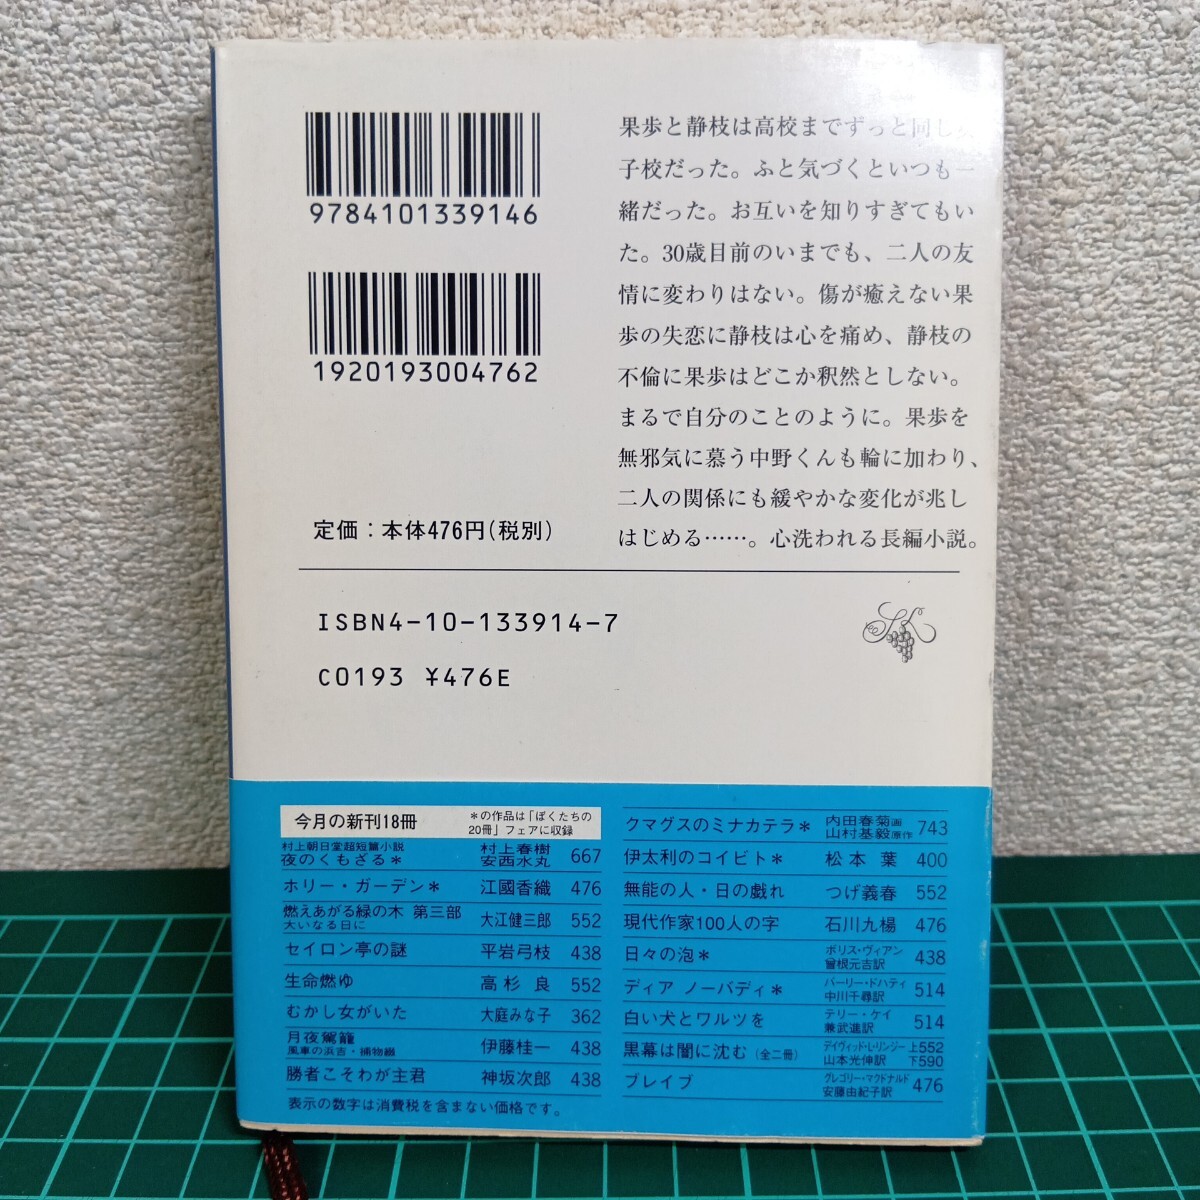 9784101339146
1920193004762
定価：本体476円(税別)
果歩と静枝は高校までずっと同じ
子校だった。ふと気づくといつも一
緒だった。お互いを知りすぎてもい
た。30歳目前のいまでも、二人の友
情に変わりはない。傷が癒えない果
歩の失恋に静枝は心を痛め、静枝の
不倫に果歩はどこか釈然としない。
まるで自分のことのように。果歩を
無邪気に慕う中野くんも輪に加わり、
二人の関係にも緩やかな変化が兆し
はじめる……。心洗われる長編小説。
ISBN4-10-133914-7
C0193 ¥476E
今月の新刊18冊
＊の作品は「ぼくたちの
20冊」フェアに収録
村上朝日堂超短篇小説
夜のくもざる＊ 村上春樹 安西水丸 667
ホリー・ガーデン＊ 江國香織 476
燃えあがる緑の木 第三部
大いなる日に 大江健三郎 552
セイロン亭の謎 平岩弓枝 438
生命燃ゆ 高杉 良 552
むかし女がいた 大庭みな子 362
月夜駕籠
風車の浜吉・捕物綴 伊藤桂一 438
勝者こそわが主君 神坂次郎 438
表示の数字は消費税を含まない価格です。
クマグスのミナカテラ＊ 内田春菊画 山村基毅原作 743
伊太利のコイビト＊ 松本 葉 400
無能の人・日の戯れ つげ義春 552
現代作家100人の字 石川九楊 476
日々の泡＊ ボリス・ヴィアン 曾根元吉訳 438
ディア ノーバディ＊ バーリー・ドハティ 中川千尋訳 514
白い犬とワルツを テリー・ケイ 兼武進訳 514
黒幕は闇に沈む（全二冊） デイヴィッド・L・リンジー 山本光伸訳 上552 下590
ブレイブ グレゴリー・マクドナルド 安藤由紀子訳 476